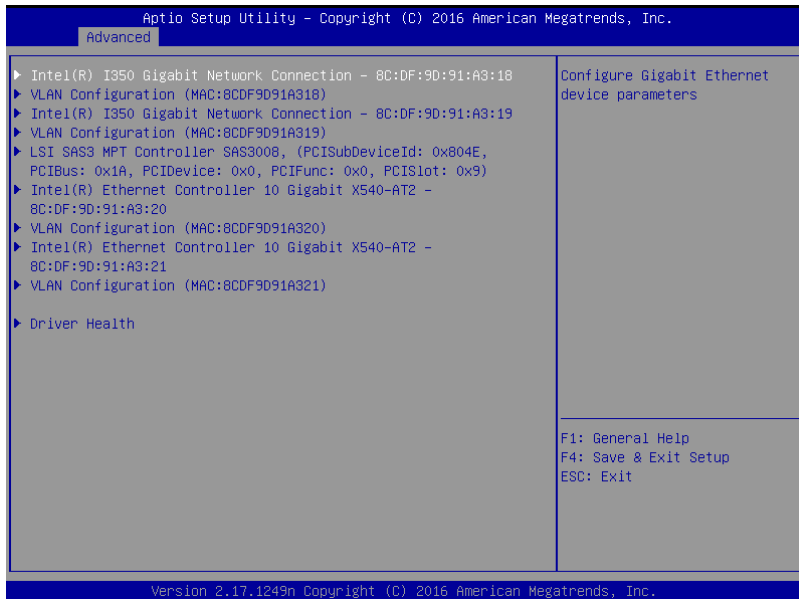 Aptio Setup Utility – Copyright (C) 2016 American Megatrends, Inc.
Advanced
Intel(R) I350 Gigabit Network Connection – 8C:DF:9D:91:A3:18
VLAN Configuration (MAC:8CDF9D91A318)
Intel(R) I350 Gigabit Network Connection – 8C:DF:9D:91:A3:19
VLAN Configuration (MAC:8CDF9D91A319)
LSI SAS3 MPT Controller SAS3008, (PCISubDeviceId: 0x804E,
PCIBus: 0x1A, PCIDevice: 0x0, PCIFunc: 0x0, PCISlot: 0x9)
Intel(R) Ethernet Controller 10 Gigabit X540-AT2 –
8C:DF:9D:91:A3:20
VLAN Configuration (MAC:8CDF9D91A320)
Intel(R) Ethernet Controller 10 Gigabit X540-AT2 –
8C:DF:9D:91:A3:21
VLAN Configuration (MAC:8CDF9D91A321)
Driver Health
Configure Gigabit Ethernet
device parameters
F1: General Help
F4: Save & Exit Setup
ESC: Exit
Version 2.17.1249n Copyright (C) 2016 American Megatrends, Inc.